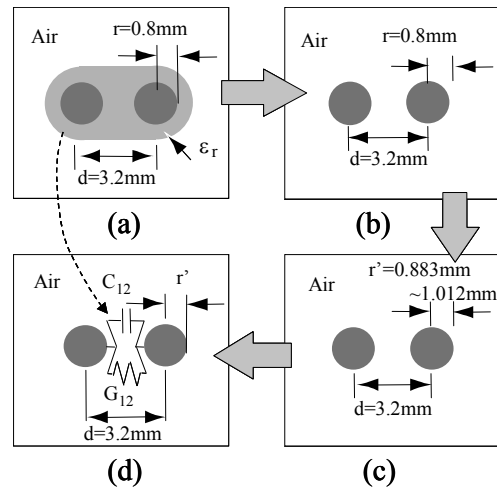 Air
r=0.8mm
εr
d=3.2mm
(a)
Air
r=0.8mm
d=3.2mm
(b)
Air
C12
r’
G12
d=3.2mm
(d)
Air
r’=0.883mm
~1.012mm
d=3.2mm
(c)